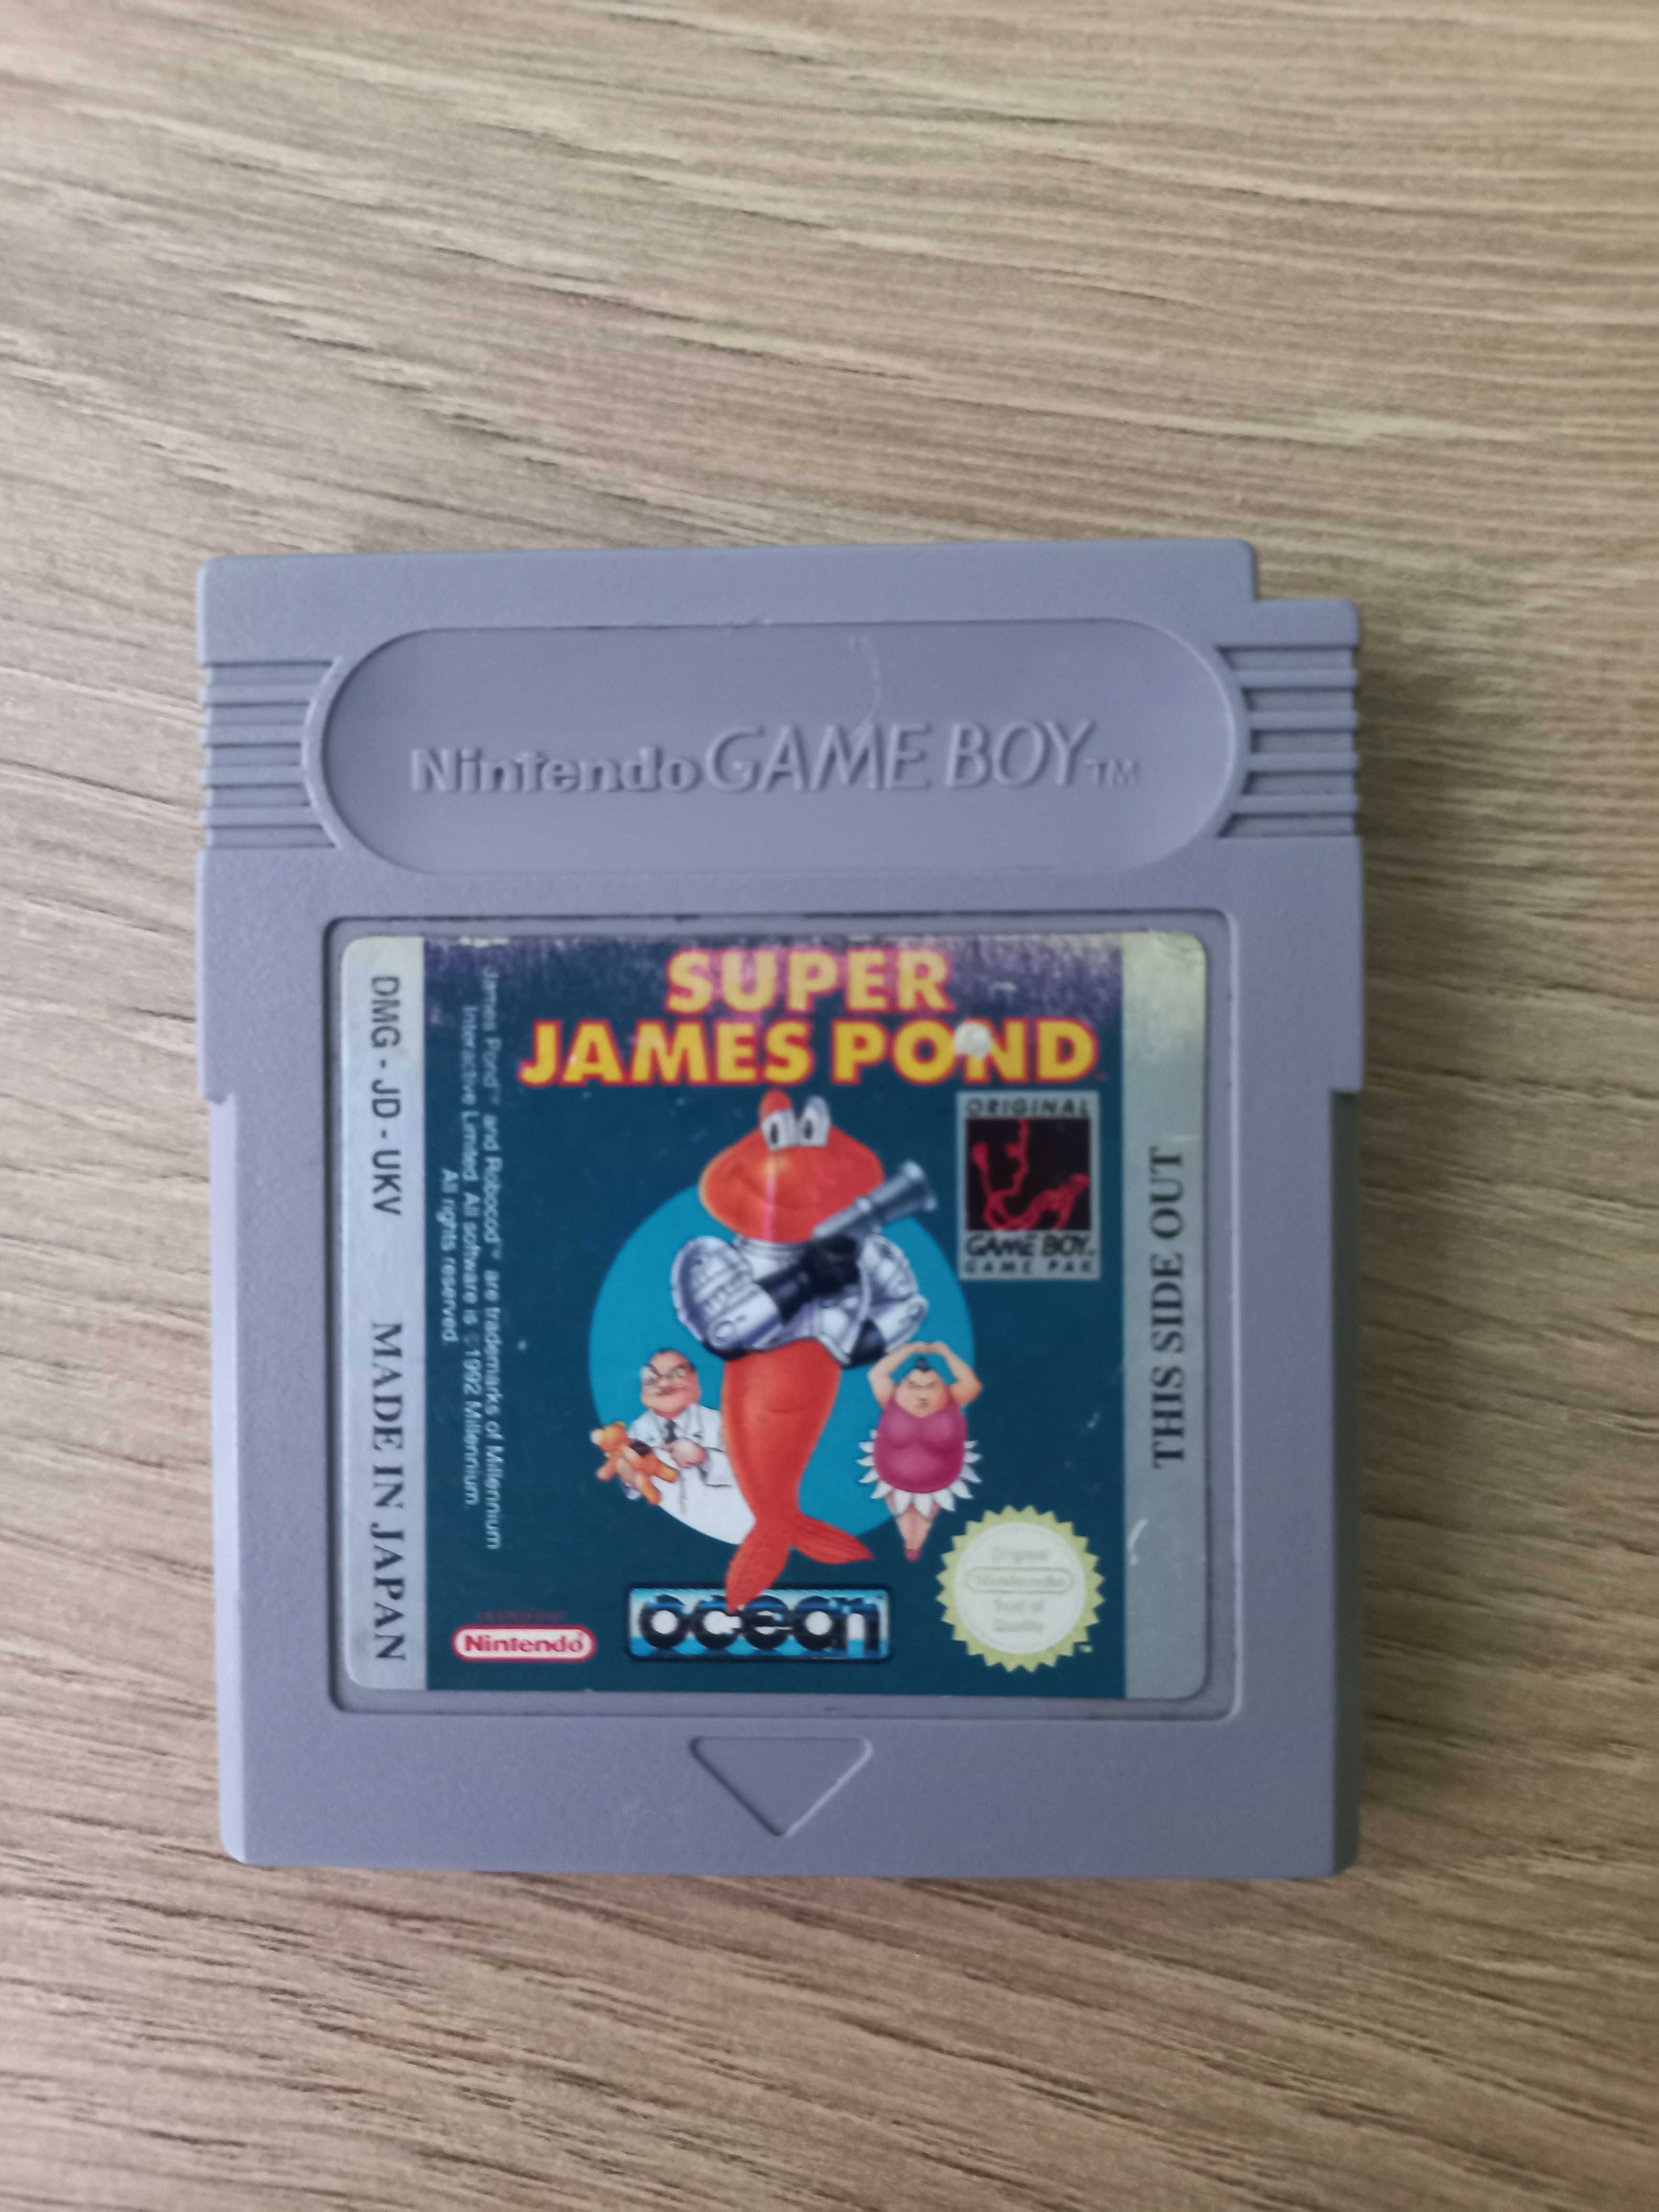 Nintendo GAME BOY TM
SUPER
JAMES POND
DMG-JD-UKV MADE IN JAPAN
James Pond™ and Robocod™ are trademarks of Millennium
Interactive Limited. All software is © 1992 Millennium.
All rights reserved.
ORIGINAL
GAME BOY™
GAME PAK
THIS SIDE OUT
Nintendo®
ocean
Original
Nintendo
Seal of
Quality